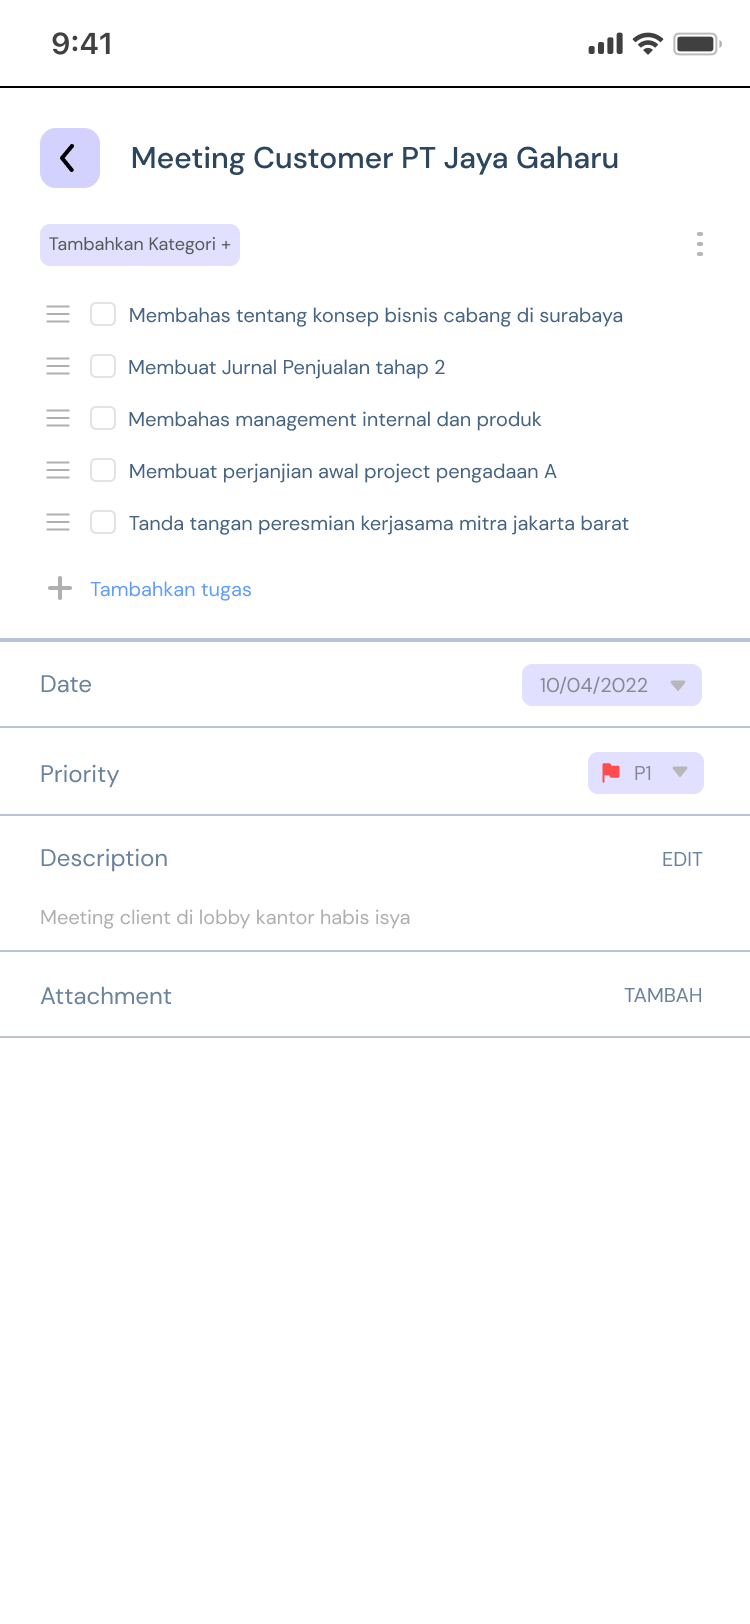 9:41
Meeting Customer PT Jaya Gaharu
Tambahkan Kategori +
Membahas tentang konsep bisnis cabang di surabaya
Membuat Jurnal Penjualan tahap 2
Membahas management internal dan produk
Membuat perjanjian awal project pengadaan A
Tanda tangan peresmian kerjasama mitra jakarta barat
Tambahkan tugas
Date 10/04/2022
Priority P1
Description EDIT
Meeting client di lobby kantor habis isya
Attachment TAMBAH